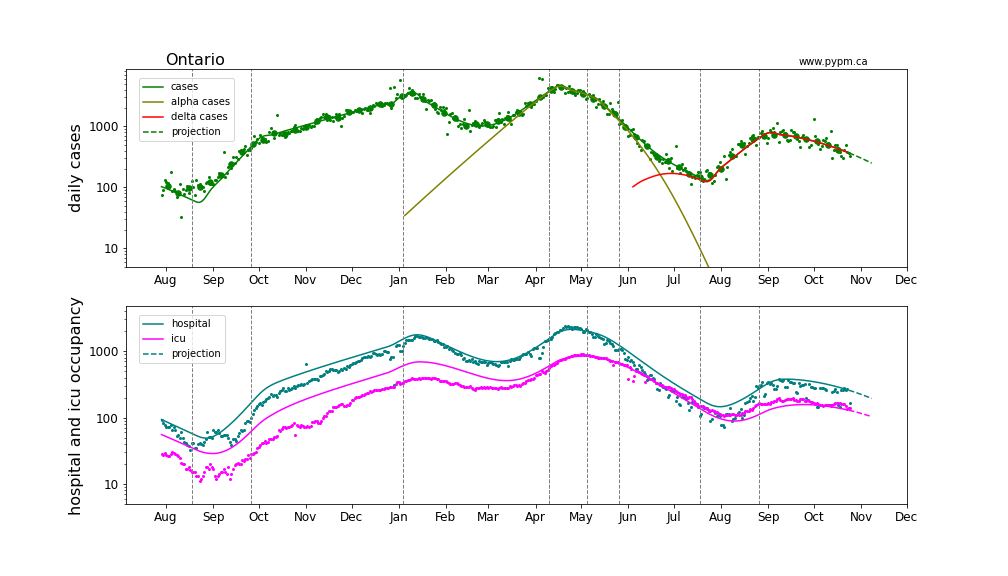 Ontario
www.pypm.ca
daily cases
cases
alpha cases
delta cases
projection
1000
100
10
Aug Sep Oct Nov Dec Jan Feb Mar Apr May Jun Jul Aug Sep Oct Nov Dec
hospital and icu occupancy
hospital
icu
projection
1000
100
10
Aug Sep Oct Nov Dec Jan Feb Mar Apr May Jun Jul Aug Sep Oct Nov Dec